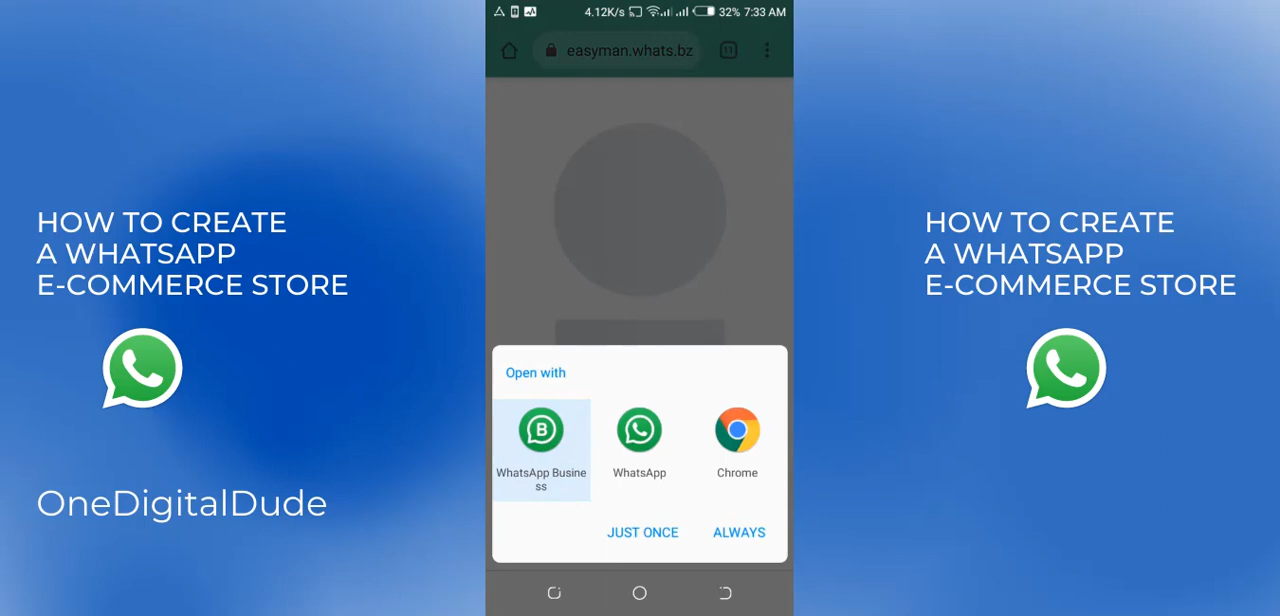 4.12K/s 32% 7:33 AM
easyman.whats.bz
11
HOW TO CREATE
A WHATSAPP
E-COMMERCE STORE
OneDigitalDude
Open with
WhatsApp Busine
ss
WhatsApp
Chrome
JUST ONCE
ALWAYS
HOW TO CREATE
A WHATSAPP
E-COMMERCE STORE